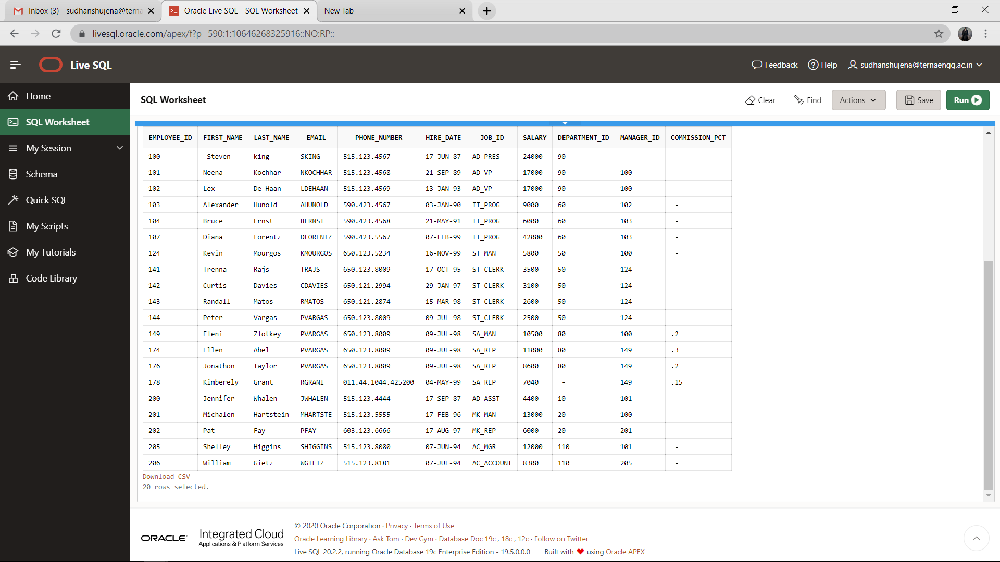 Inbox (3) - sudhanshujena@terna
Oracle Live SQL - SQL Worksheet
New Tab
livesql.oracle.com/apex/f?p=590:1:10646268325916::NO:RP::
Live SQL
Feedback
Help
sudhanshujena@ternaengg.ac.in
Home
SQL Worksheet
My Session
Schema
Quick SQL
My Scripts
My Tutorials
Code Library
SQL Worksheet
Clear
Find
Actions
Save
Run
EMPLOYEE_ID FIRST_NAME LAST_NAME EMAIL PHONE_NUMBER HIRE_DATE JOB_ID SALARY DEPARTMENT_ID MANAGER_ID COMMISSION_PCT
100 Steven king SKING 515.123.4567 17-JUN-87 AD_PRES 24000 90 - -
101 Neena Kochhar NKOCHHAR 515.123.4568 21-SEP-89 AD_VP 17000 90 100 -
102 Lex De Haan LDEHAAN 515.123.4569 13-JAN-93 AD_VP 17000 90 100 -
103 Alexander Hunold AHUNOLD 590.423.4567 03-JAN-90 IT_PROG 9000 60 102 -
104 Bruce Ernst BERNST 590.423.4568 21-MAY-91 IT_PROG 6000 60 103 -
107 Diana Lorentz DLORENTZ 590.423.5567 07-FEB-99 IT_PROG 42000 60 103 -
124 Kevin Mourgos KMOURGOS 650.123.5234 16-NOV-99 ST_MAN 5800 50 100 -
141 Trenna Rajs TRAJS 650.123.8009 17-OCT-95 ST_CLERK 3500 50 124 -
142 Curtis Davies CDAVIES 650.121.2994 29-JAN-97 ST_CLERK 3100 50 124 -
143 Randall Matos RMATOS 650.121.2874 15-MAR-98 ST_CLERK 2600 50 124 -
144 Peter Vargas PVARGAS 650.123.8009 09-JUL-98 ST_CLERK 2500 50 124 -
149 Eleni Zlotkey PVARGAS 650.123.8009 09-JUL-98 SA_MAN 10500 80 100 .2
174 Ellen Abel PVARGAS 650.123.8009 09-JUL-98 SA_REP 11000 80 149 .3
176 Jonathon Taylor PVARGAS 650.123.8009 09-JUL-98 SA_REP 8600 80 149 .2
178 Kimberely Grant RGRANI 011.44.1044.425200 04-MAY-99 SA_REP 7040 - 149 .15
200 Jennifer Whalen JWHALEN 515.123.4444 17-SEP-87 AD_ASST 4400 10 101 -
201 Michalen Hartstein MHARTSTE 515.123.5555 17-FEB-96 MK_MAN 13000 20 100 -
202 Pat Fay PFAY 603.123.6666 17-AUG-97 MK_REP 6000 20 201 -
205 Shelley Higgins SHIGGINS 515.123.8080 07-JUN-94 AC_MGR 12000 110 101 -
206 William Gietz WGIETZ 515.123.8181 07-JUL-94 AC_ACCOUNT 8300 110 205 -
Download CSV
20 rows selected.
ORACLE
Integrated Cloud
Applications & Platform Services
© 2020 Oracle Corporation · Privacy · Terms of Use
Oracle Learning Library · Ask Tom · Dev Gym · Database Doc 19c , 18c , 12c · Follow on Twitter
Live SQL 20.2.2, running Oracle Database 19c Enterprise Edition - 19.5.0.0.0 Built with ♥ using Oracle APEX